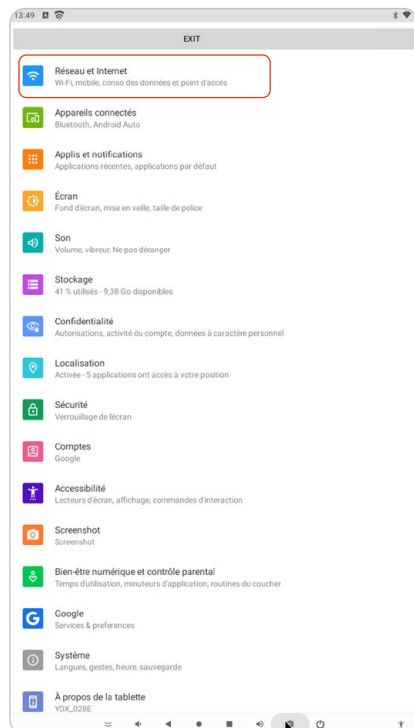 13:49
EXIT
Réseau et Internet
Wi-Fi, mobile, conso des données et point d'accès
Appareils connectés
Bluetooth, Android Auto
Applis et notifications
Applications récentes, applications par défaut
Écran
Fond d'écran, mise en veille, taille de police
Son
Volume, vibreur, Ne pas déranger
Stockage
41 % utilisés - 9,38 Go disponibles
Confidentialité
Autorisations, activité du compte, données à caractère personnel
Localisation
Activée - 5 applications ont accès à votre position
Sécurité
Verrouillage de l'écran
Comptes
Google
Accessibilité
Lecteurs d'écran, affichage, commandes d'interaction
Screenshot
Screenshot
Bien-être numérique et contrôle parental
Temps d'utilisation, minuteurs d'application, routines du coucher
Google
Services & preferences
Système
Langues, gestes, heure, sauvegarde
À propos de la tablette
YDX_028E